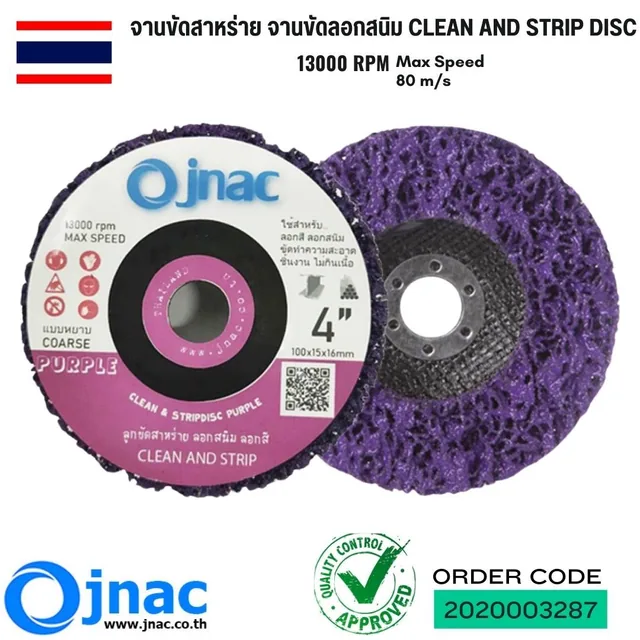 จานขัดสาหร่าย จานขัดลอกสนิม CLEAN AND STRIP DISC
13000 RPM Max Speed
80 m/s
jnac
13000 rpm
MAX SPEED
ใช้สำหรับ..
ลอกสี ลอกสนิม
ขัดทำความสะอาด
ชิ้นงาน ไม่กินเนื้อ
THAILAND
www.jnac.co.th
แบบหยาบ
COARSE
PURPLE
4"
100x15x16mm
CLEAN & STRIPDISC PURPLE
ลูกขัดสาหร่าย ลอกสนิม ลอกสี
CLEAN AND STRIP
jnac
www.jnac.co.th
QUALITY CONTROL
APPROVED
ORDER CODE
2020003287